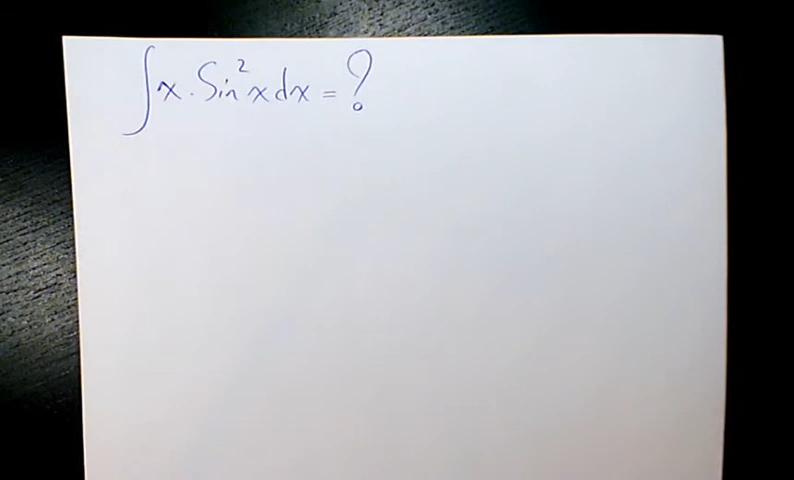 ∫x.Sin²x dx = ?